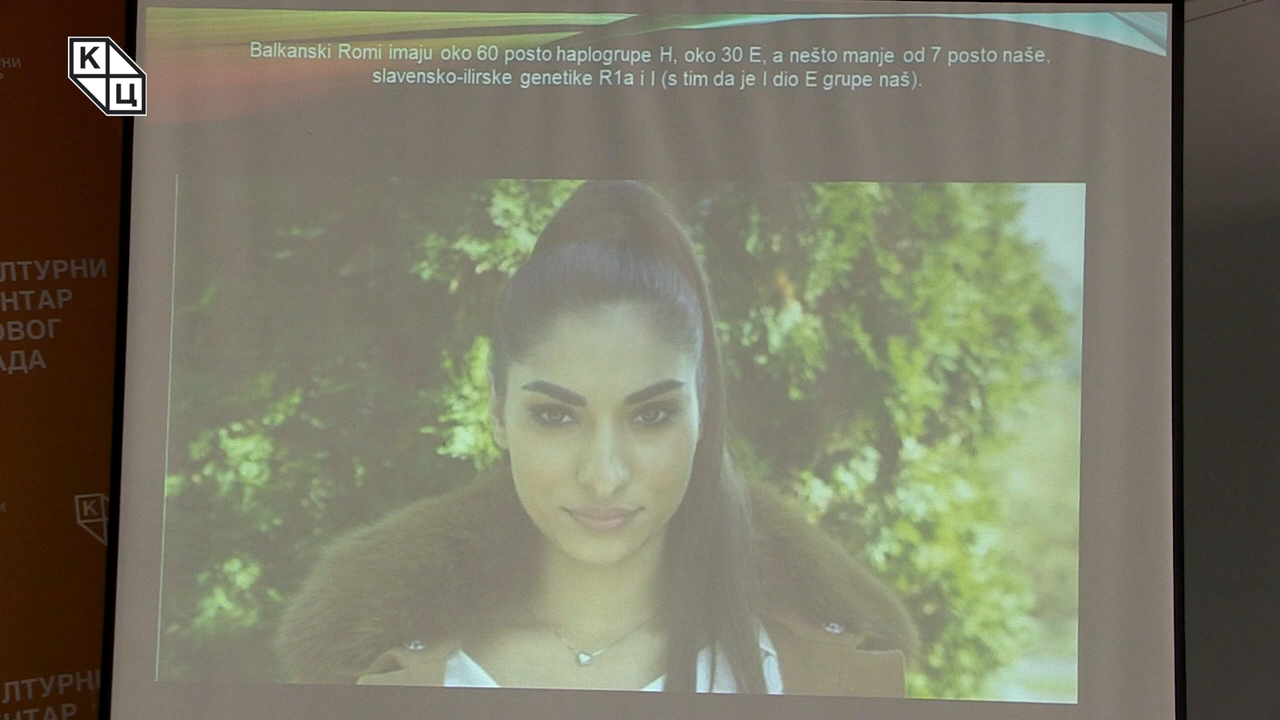 Balkanski Romi imaju oko 60 posto haplogrupe H, oko 30 E, a nešto manje od 7 posto naše,
slavensko-ilirske genetike R1a i I (s tim da je I dio E grupe naš).
К
Ц
ЛТУРНИ
НТАР
ОВОГ
АДА
К
ЛТУРНИ
НТАР